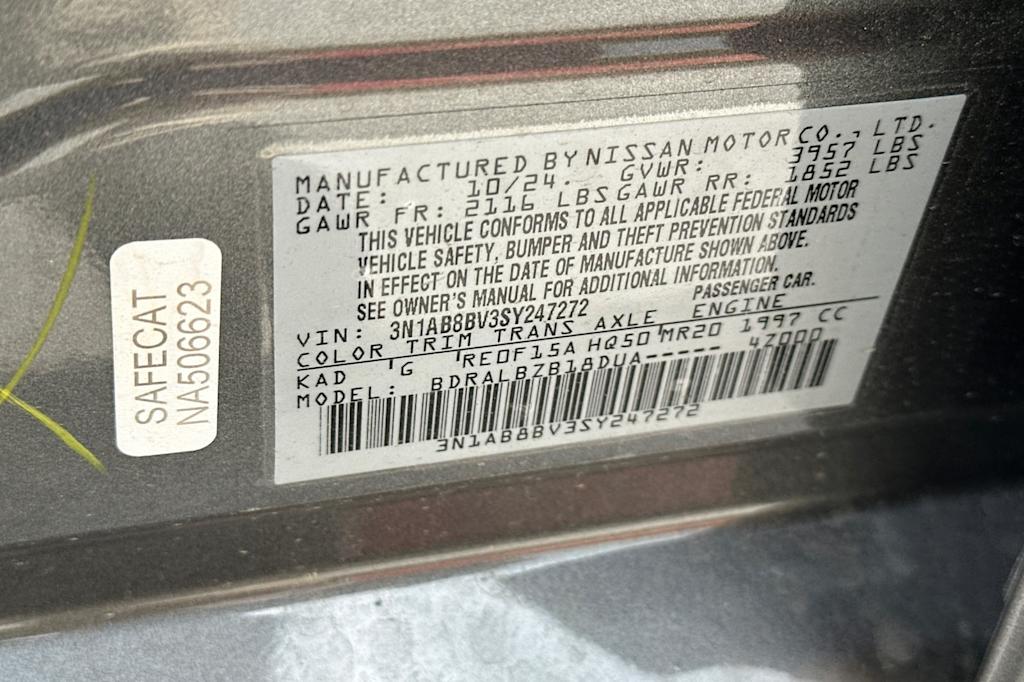 SAFECAT
NA506623
MANUFACTURED BY NISSAN MOTOR CO., LTD.
DATE: 10/24. GVWR: 3957 LBS
GAWR FR: 2116 LBS GAWR RR: 1852 LBS
THIS VEHICLE CONFORMS TO ALL APPLICABLE FEDERAL MOTOR
VEHICLE SAFETY, BUMPER AND THEFT PREVENTION STANDARDS
IN EFFECT ON THE DATE OF MANUFACTURE SHOWN ABOVE.
SEE OWNER'S MANUAL FOR ADDITIONAL INFORMATION.
VIN: 3N1AB8BV3SY247272 PASSENGER CAR.
COLOR TRIM TRANS AXLE ENGINE
KAD 'G 'RE0F15A HQ50 'MR20 1997 CC
MODEL: BDRALBZB18DUA----- 4Z000
3N1AB8BV3SY247272